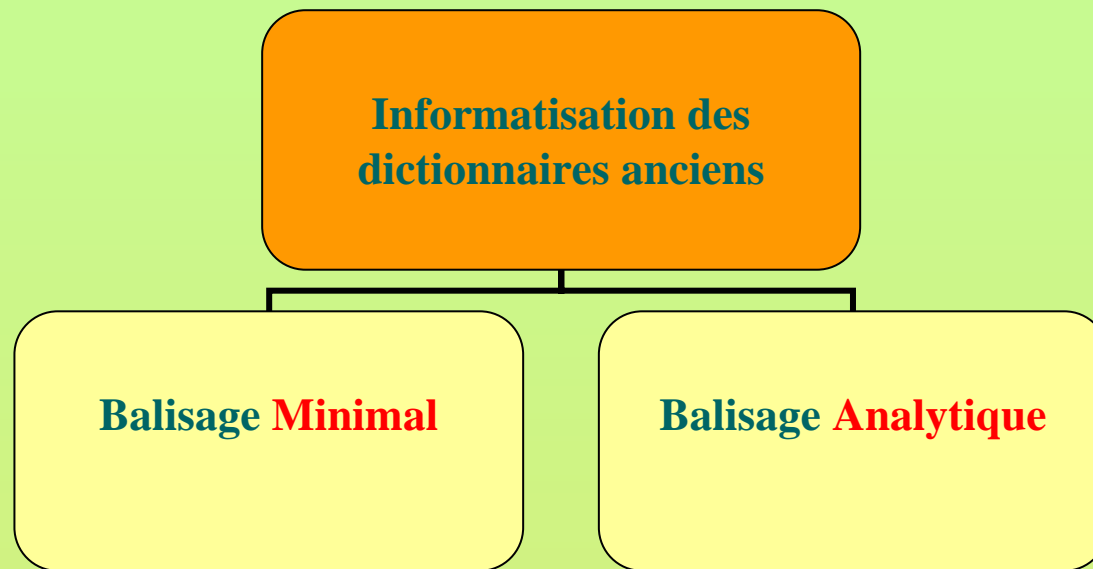 Informatisation des
dictionnaires anciens
Balisage Minimal
Balisage Analytique